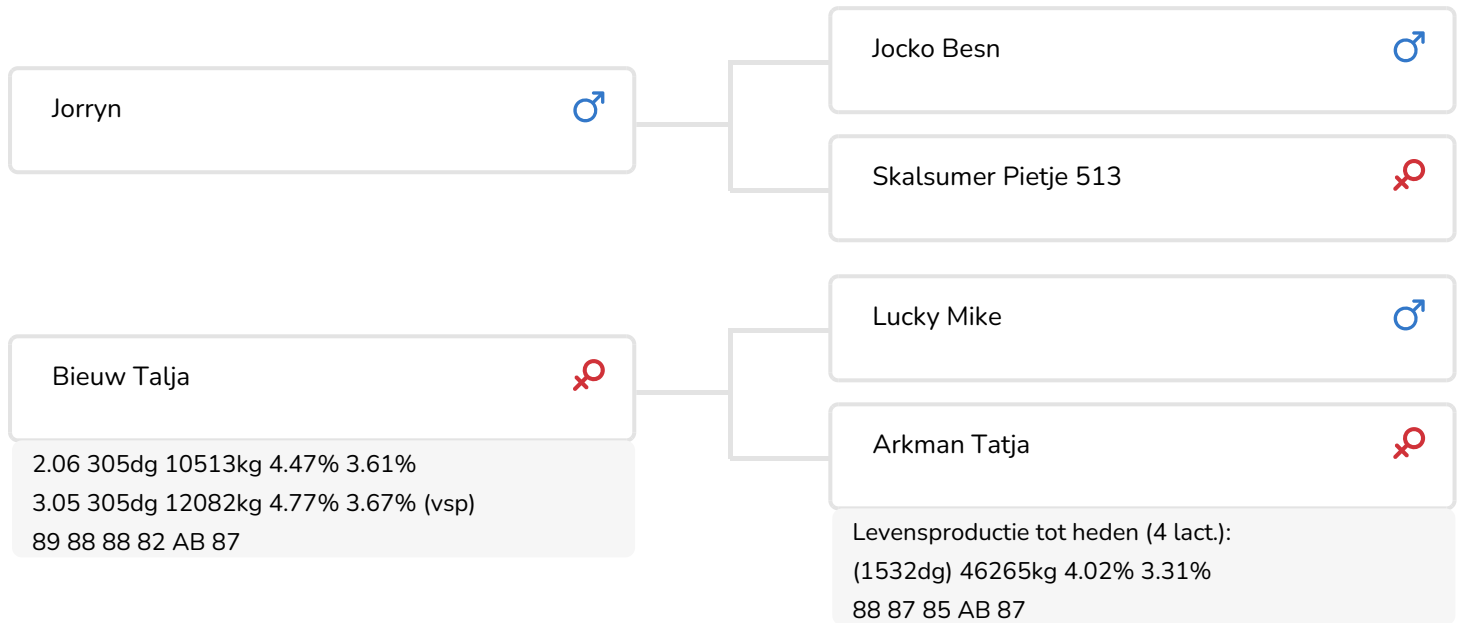 Jorryn
Jocko Besn
Skalsumer Pietje 513
Bieuw Talja
2.06 305dg 10513kg 4.47% 3.61%
3.05 305dg 12082kg 4.77% 3.67% (vsp)
89 88 88 82 AB 87
Lucky Mike
Arkman Tatja
Levensproductie tot heden (4 lact.):
(1532dg) 46265kg 4.02% 3.31%
88 87 85 AB 87